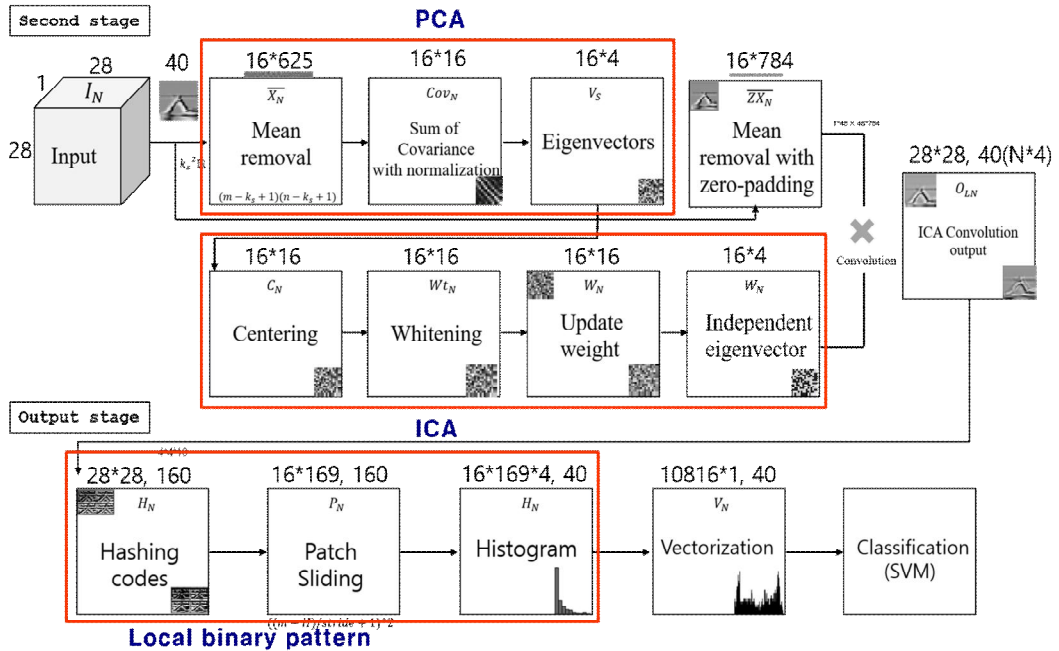 Second stage
PCA
1
28
I_N
28
Input
40
k_s²
16*625
X_N
Mean
removal
(m−k_s+1)(n−k_s+1)
16*16
Cov_N
Sum of
Covariance
with normalization
16*4
V_S
Eigenvectors
16*784
ZX_N
Mean
removal with
zero-padding
Convolution
28*28, 40(N*4)
O_LN
ICA Convolution
output
16*16
C_N
Centering
16*16
Wt_N
Whitening
16*16
W_N
Update
weight
16*4
W_N
Independent
eigenvector
ICA
Output stage
28*28, 160
H_N
Hashing
codes
16*169, 160
P_N
Patch
Sliding
16*169*4, 40
H_N
Histogram
10816*1, 40
V_N
Vectorization
Classification
(SVM)
Local binary pattern